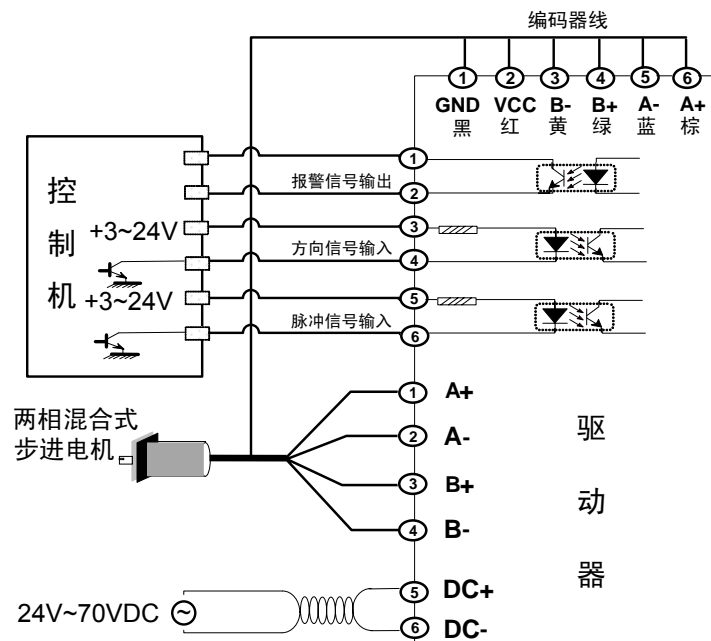 编码器线
1 2 3 4 5 6
GND VCC B- B+ A- A+
黑 红 黄 绿 蓝 棕
控制机
1
报警信号输出
2
+3~24V
3
方向信号输入
4
+3~24V
5
脉冲信号输入
6
两相混合式
步进电机
1 A+
2 A-
3 B+
4 B-
驱动器
24V~70VDC
5 DC+
6 DC-